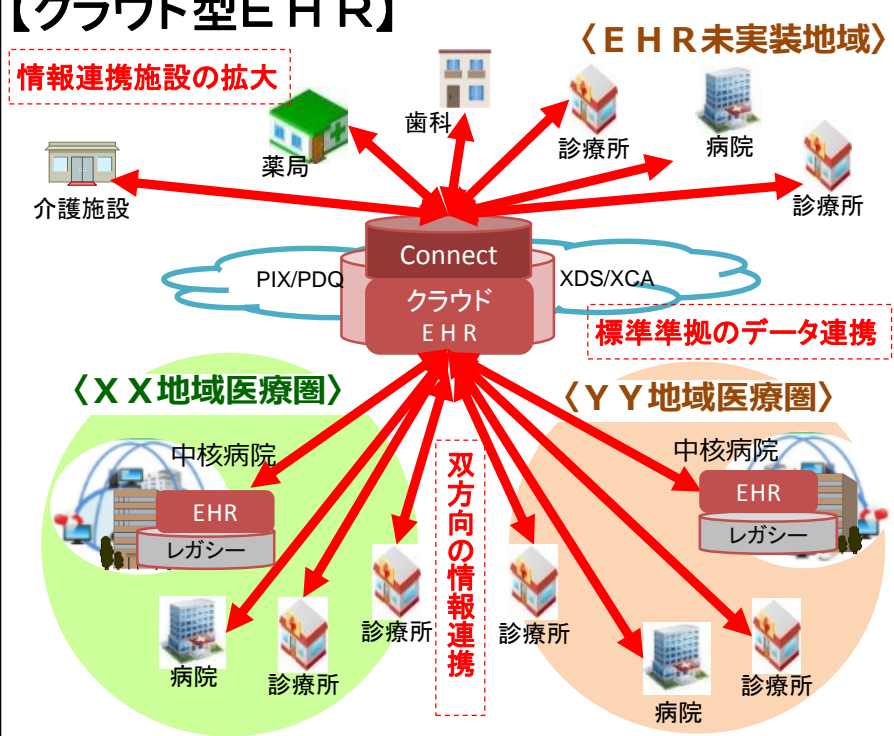 【クラウド型ＥＨＲ】
〈ＥＨＲ未実装地域〉
情報連携施設の拡大
歯科
薬局
診療所
病院
介護施設
診療所
Connect
PIX/PDQ
XDS/XCA
クラウド
ＥＨＲ
標準準拠のデータ連携
〈ＸＸ地域医療圏〉
〈ＹＹ地域医療圏〉
中核病院
EHR
レガシー
双方向の情報連携
中核病院
EHR
レガシー
診療所
診療所
病院
診療所
病院
診療所